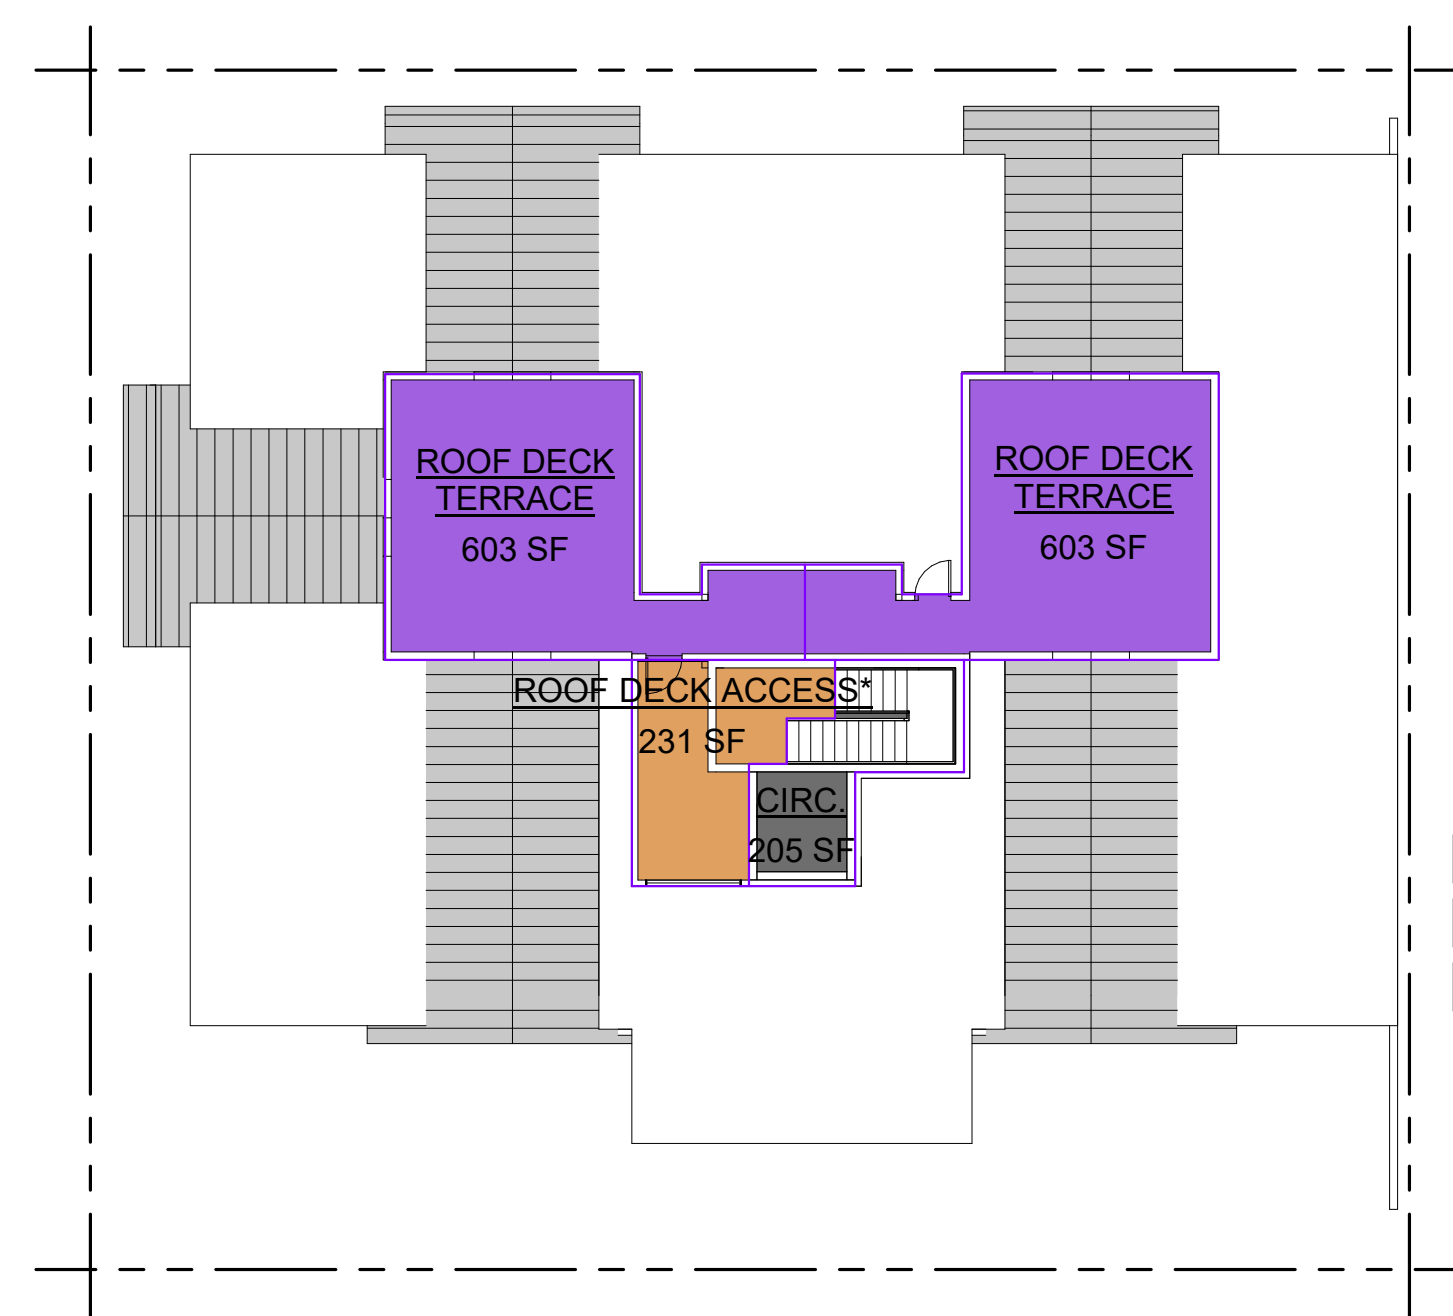 ROOF DECK
TERRACE
603 SF
ROOF DECK
TERRACE
603 SF
ROOF DECK ACCESS*
231 SF
CIRC.
205 SF